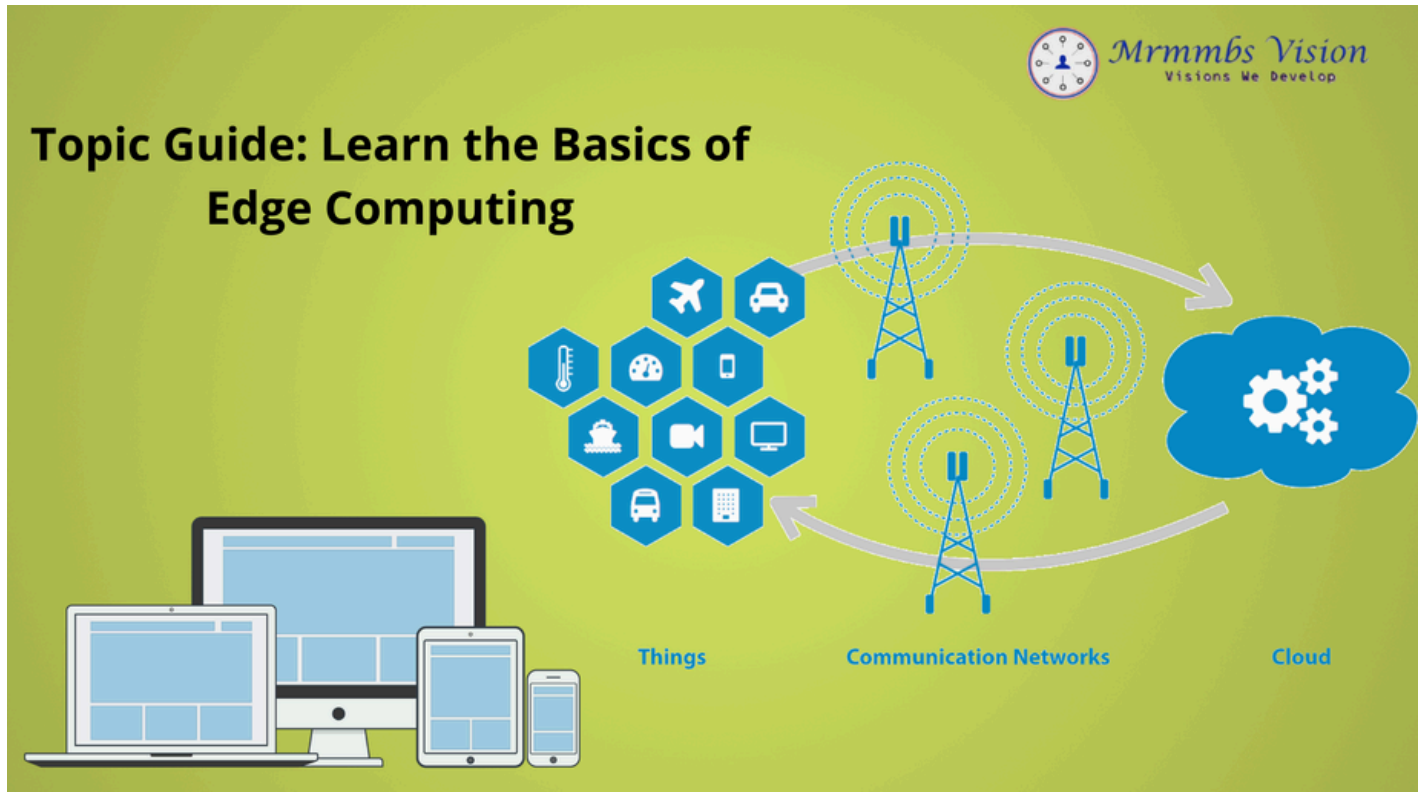 Mrmmbs Vision
Visions We Develop
Topic Guide: Learn the Basics of
Edge Computing
Things
Communication Networks
Cloud